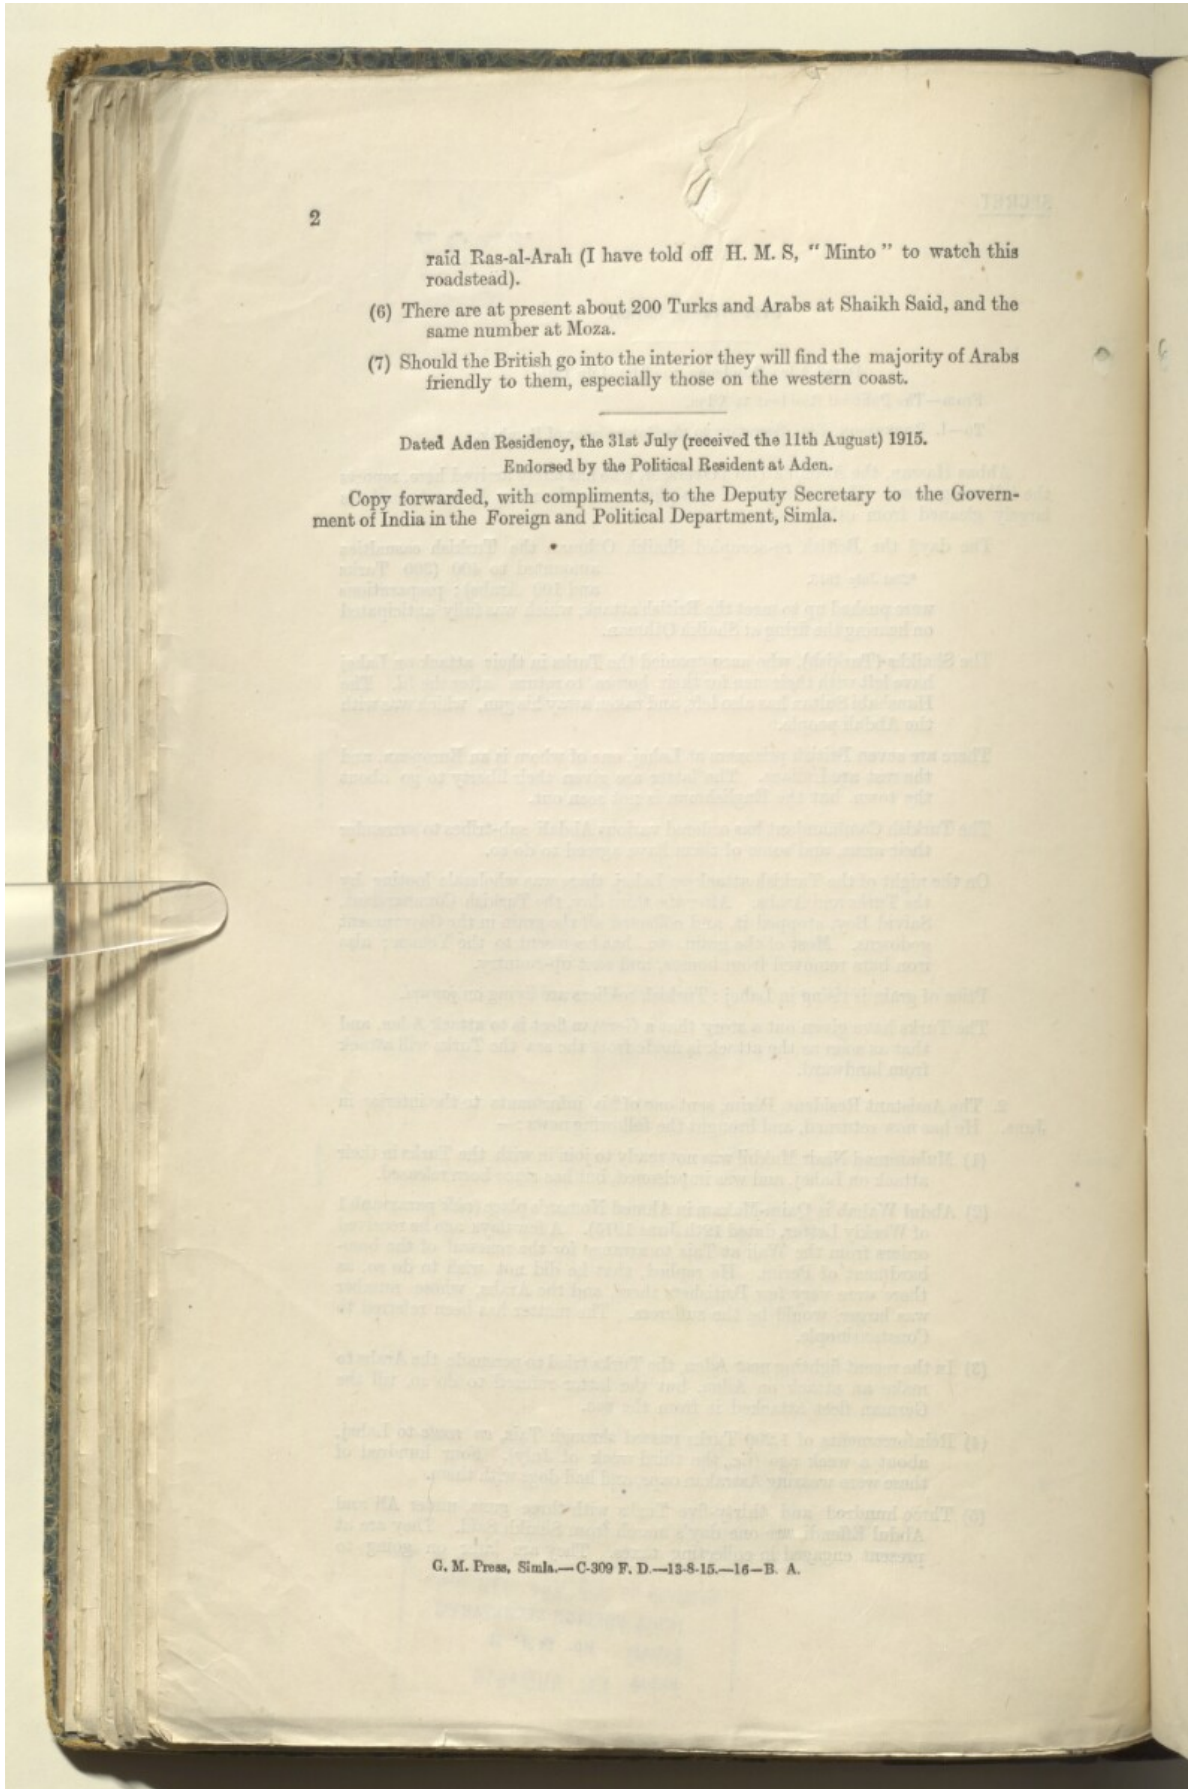 2
raid Ras-al-Arah (I have told off H. M. S, “ Minto ” to watch this
roadstead).
(6) There are at present about 200 Turks and Arabs at Shaikh Said, and the
same number at Moza.
(7) Should the British go into the interior they will find the majority of Arabs
friendly to them, especially those on the western coast.
Dated Aden Residency, the 31st July (received the 11th August) 1915.
Endorsed by the Political Resident at Aden.
Copy forwarded, with compliments, to the Deputy Secretary to the Govern-
ment of India in the Foreign and Political Department, Simla.
G. M. Press, Simla.—C-309 F. D.—13-8-15.—16—B. A.